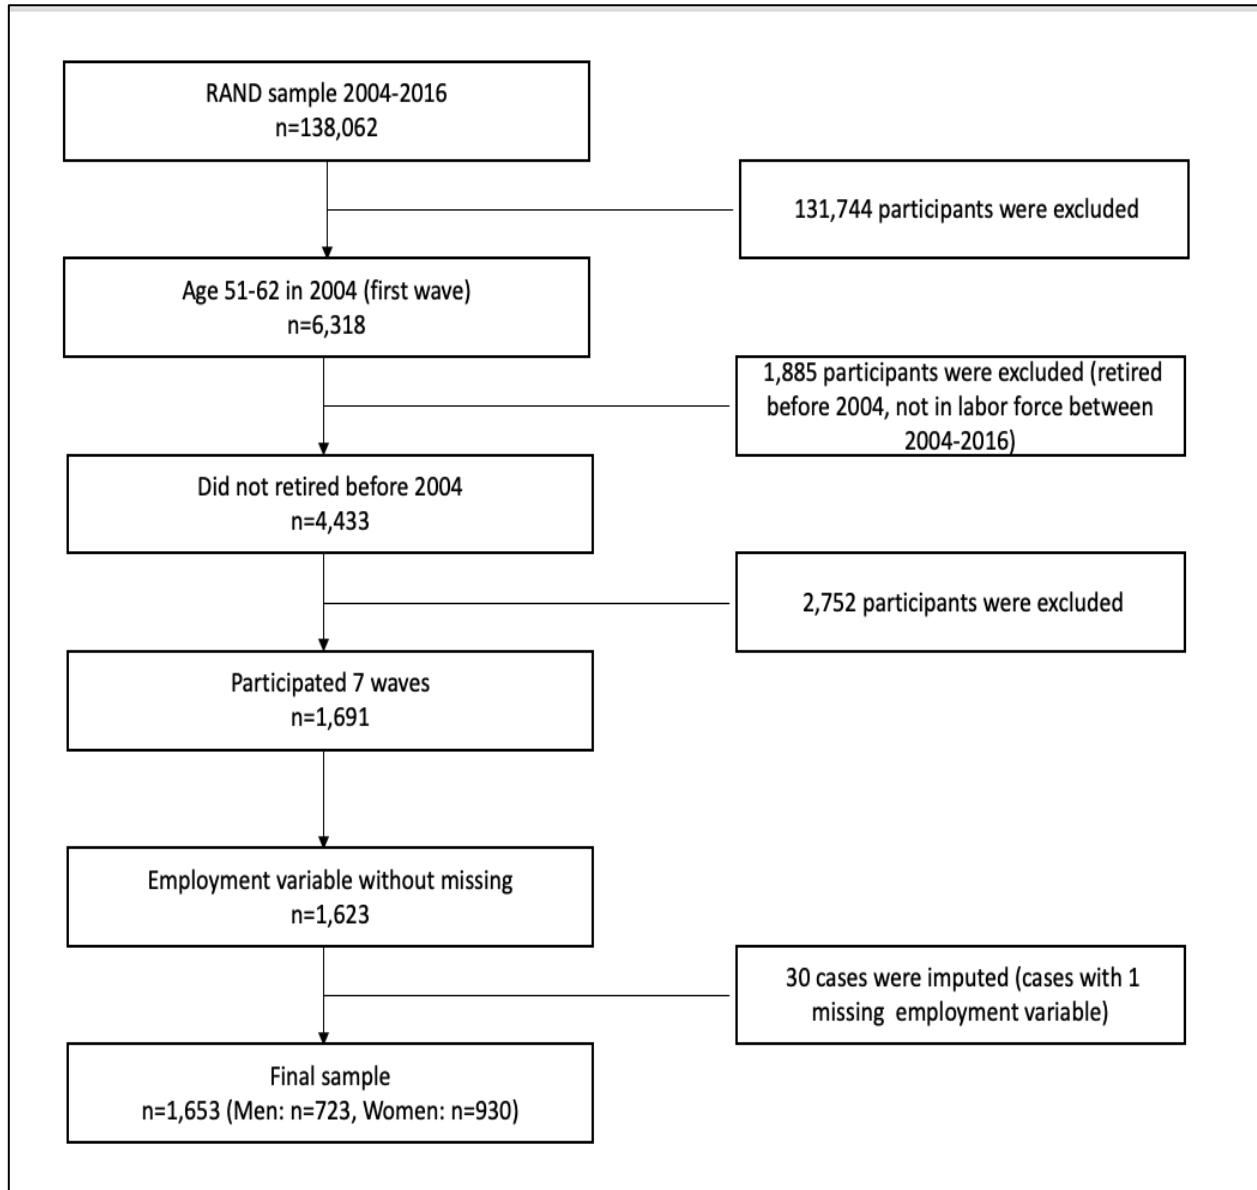 RAND sample 2004-2016
n=138,062
131,744 participants were excluded
Age 51-62 in 2004 (first wave)
n=6,318
1,885 participants were excluded (retired
before 2004, not in labor force between
2004-2016)
Did not retired before 2004
n=4,433
2,752 participants were excluded
Participated 7 waves
n=1,691
Employment variable without missing
n=1,623
30 cases were imputed (cases with 1
missing employment variable)
Final sample
n=1,653 (Men: n=723, Women: n=930)